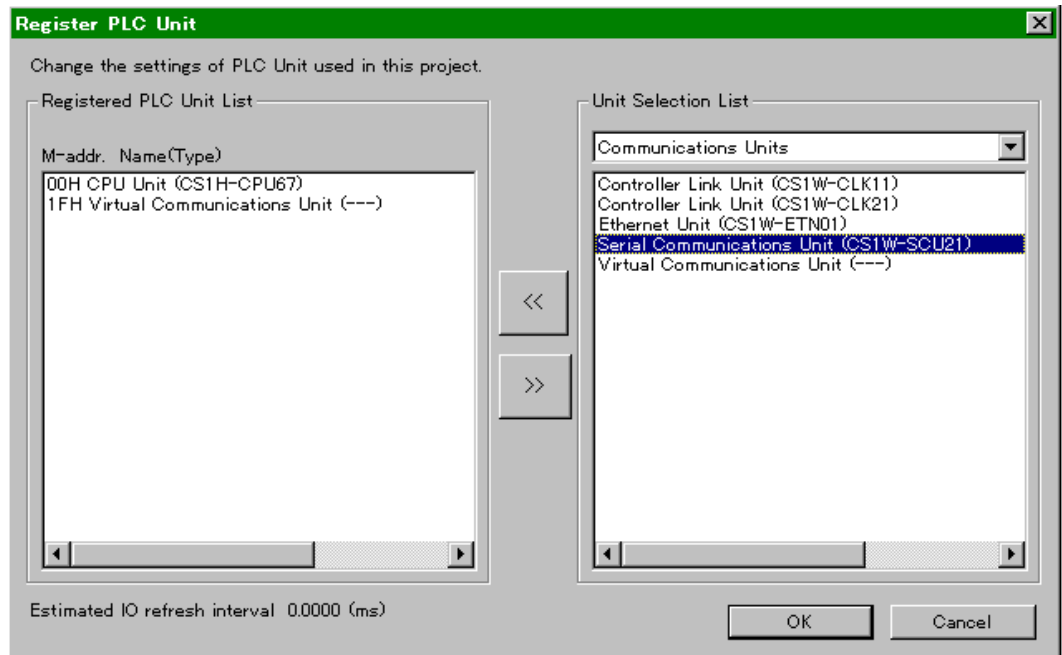 Register PLC Unit
Change the settings of PLC Unit used in this project.
Registered PLC Unit List
M-addr. Name(Type)
00H CPU Unit (CS1H-CPU67)
1FH Virtual Communications Unit (---)
<<
>>
Unit Selection List
Communications Units
Controller Link Unit (CS1W-CLK11)
Controller Link Unit (CS1W-CLK21)
Ethernet Unit (CS1W-ETN01)
Serial Communications Unit (CS1W-SCU21)
Virtual Communications Unit (---)
Estimated IO refresh interval 0.0000 (ms)
OK
Cancel